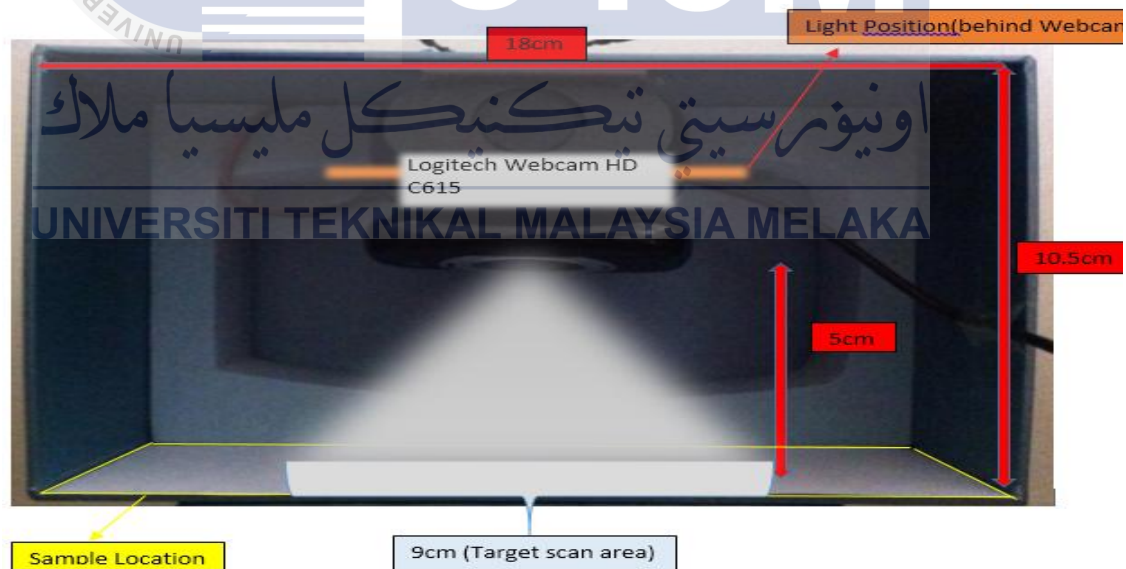 Light Position(behind Webcam
18cm
اونيۏرسيتي تيكنيكل مليسيا ملاك
Logitech Webcam HD
C615
UNIVERSITI TEKNIKAL MALAYSIA MELAKA
10.5cm
5cm
9cm (Target scan area)
Sample Location